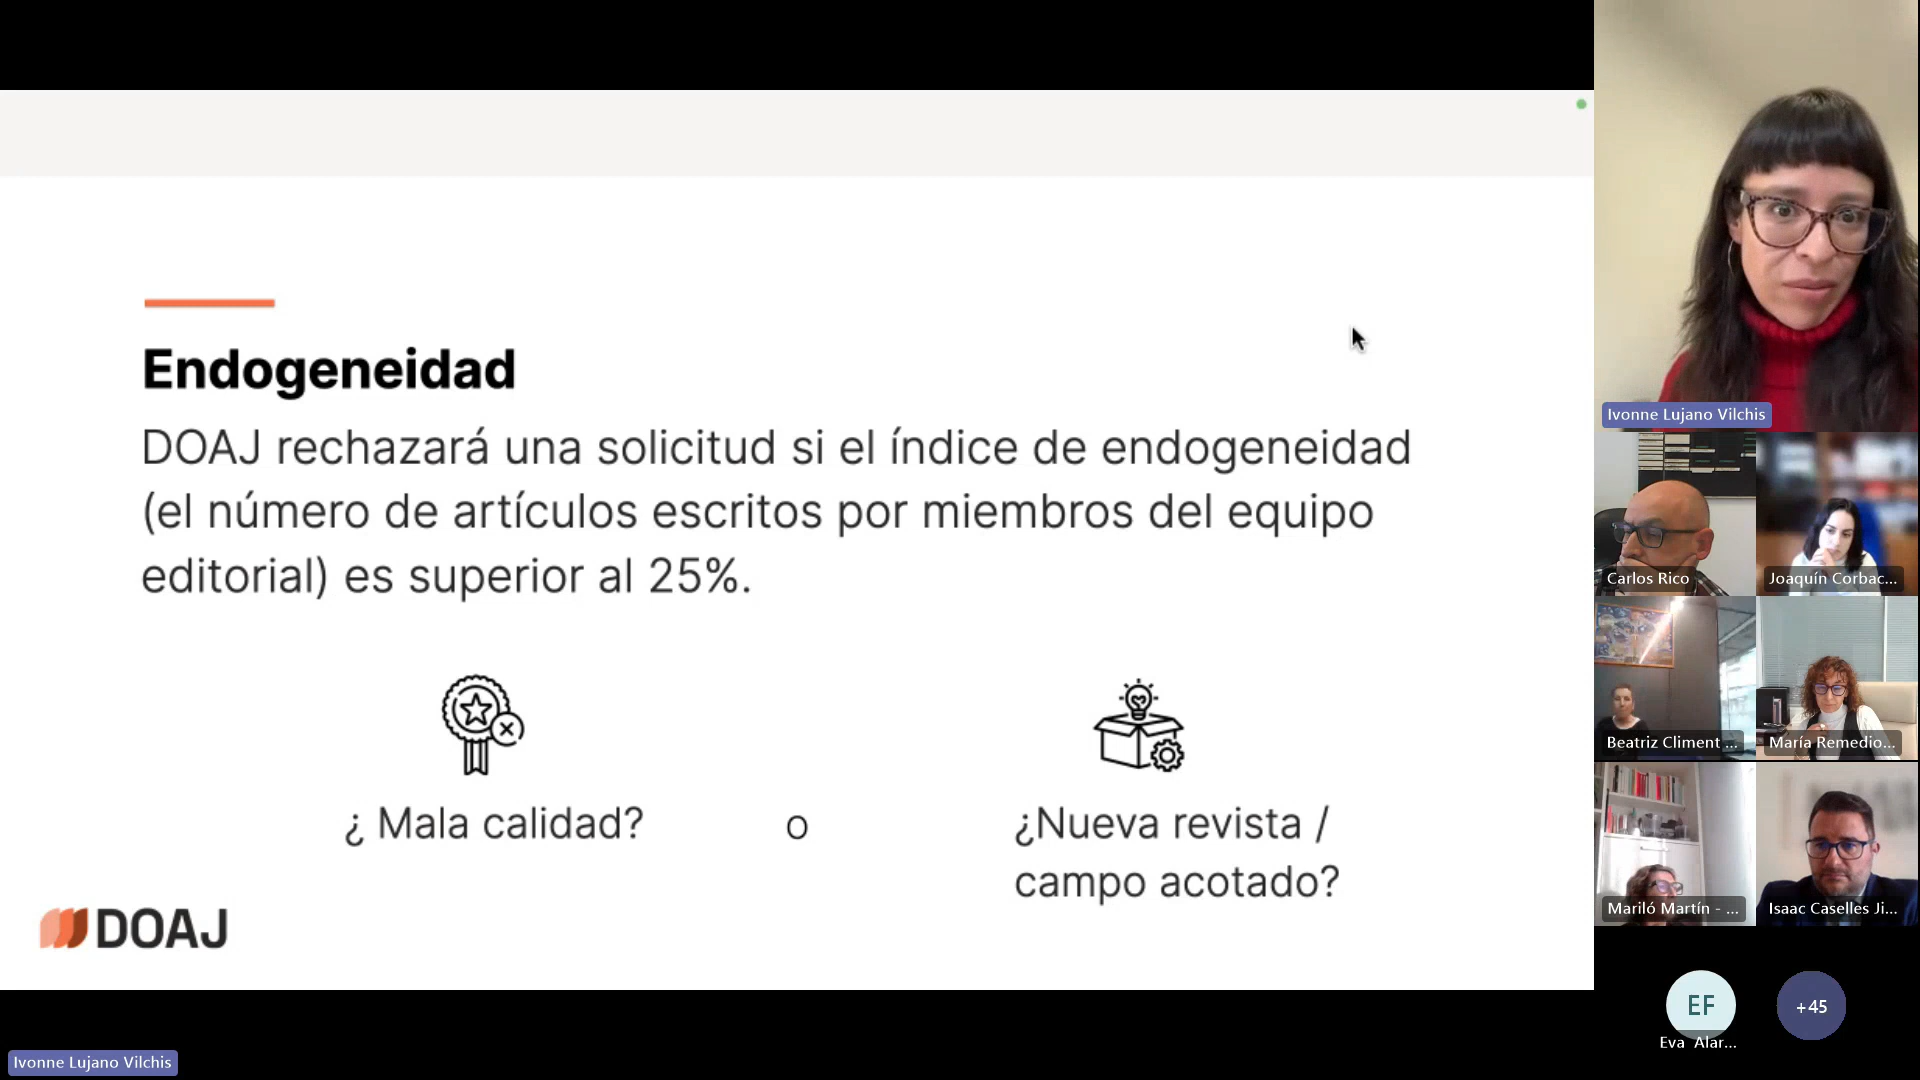 Endogeneidad
DOAJ rechazará una solicitud si el índice de endogeneidad
(el número de artículos escritos por miembros del equipo
editorial) es superior al 25%.
¿ Mala calidad?
o
¿Nueva revista /
campo acotado?
DOAJ
Ivonne Lujano Vilchis
Ivonne Lujano Vilchis
Carlos Rico
Joaquín Corbac...
Beatriz Climent ...
María Remedio...
Mariló Martín - ...
Isaac Caselles Ji...
EF
+45
Eva Alar...